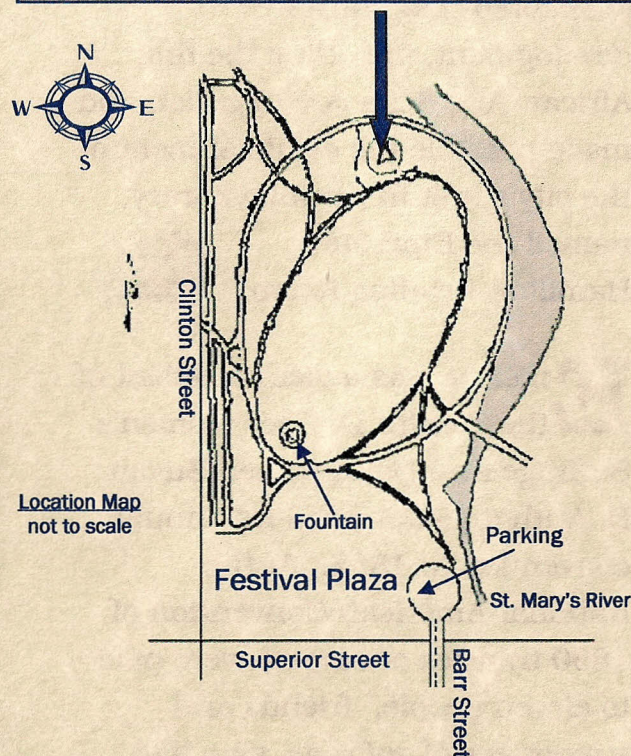 N
W E
S
Clinton Street
Location Map
not to scale
Fountain
Parking
Festival Plaza
St. Mary's River
Superior Street
Barr Street